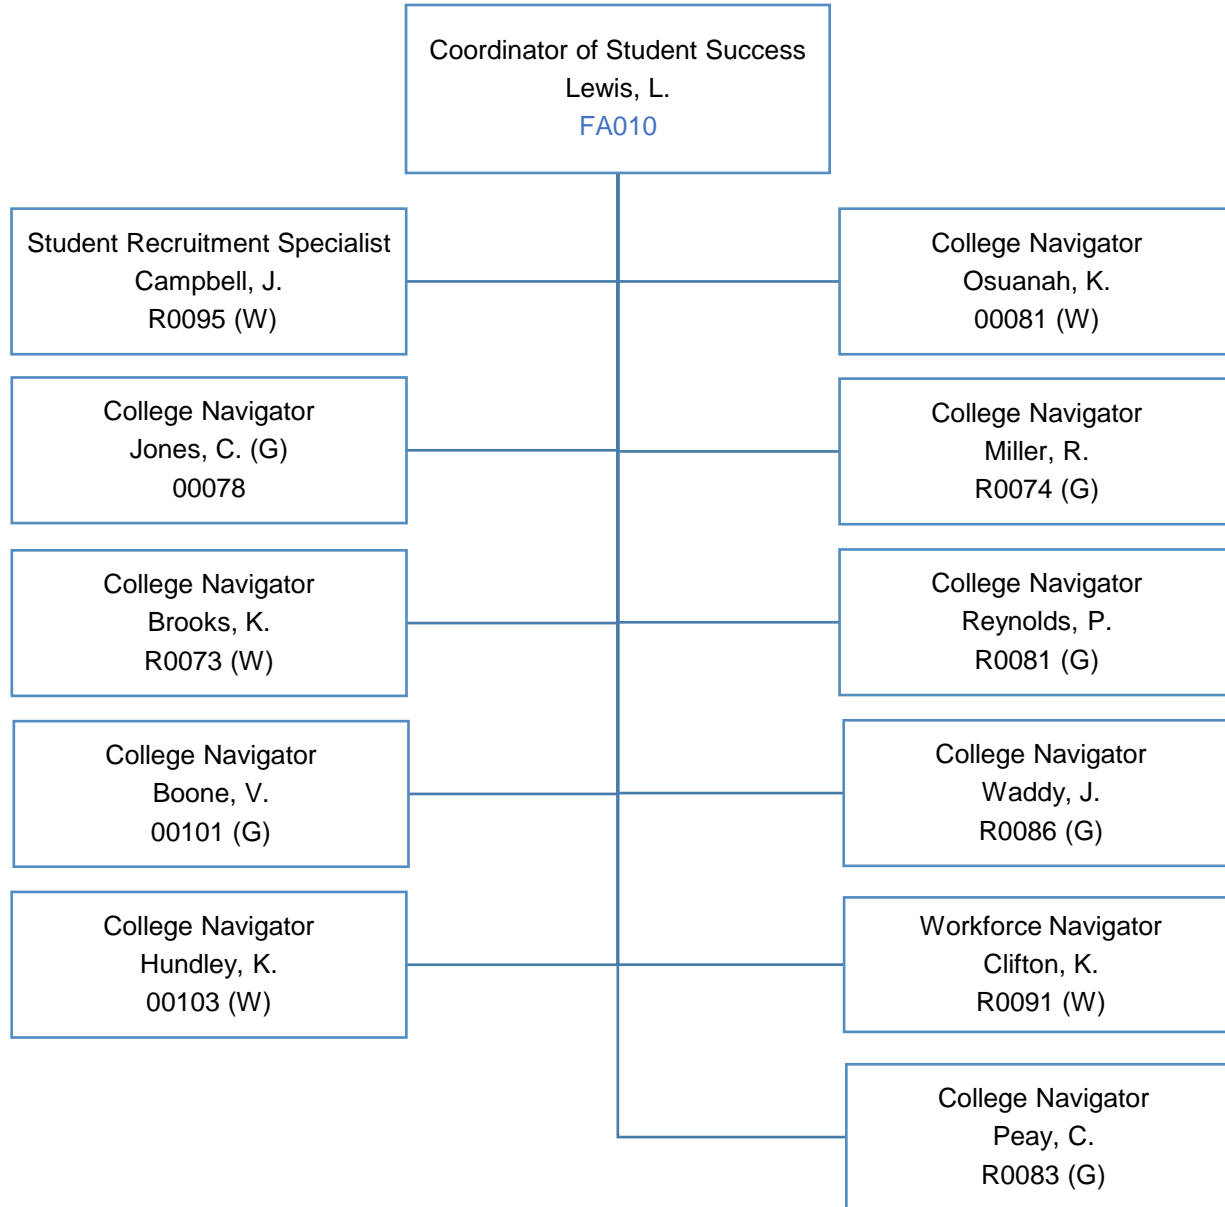 Coordinator of Student Success
Lewis, L.
FA010
Student Recruitment Specialist
Campbell, J.
R0095 (W)
College Navigator
Osuanah, K.
00081 (W)
College Navigator
Jones, C. (G)
00078
College Navigator
Miller, R.
R0074 (G)
College Navigator
Brooks, K.
R0073 (W)
College Navigator
Reynolds, P.
R0081 (G)
College Navigator
Boone, V.
00101 (G)
College Navigator
Waddy, J.
R0086 (G)
College Navigator
Hundley, K.
00103 (W)
Workforce Navigator
Clifton, K.
R0091 (W)
College Navigator
Peay, C.
R0083 (G)